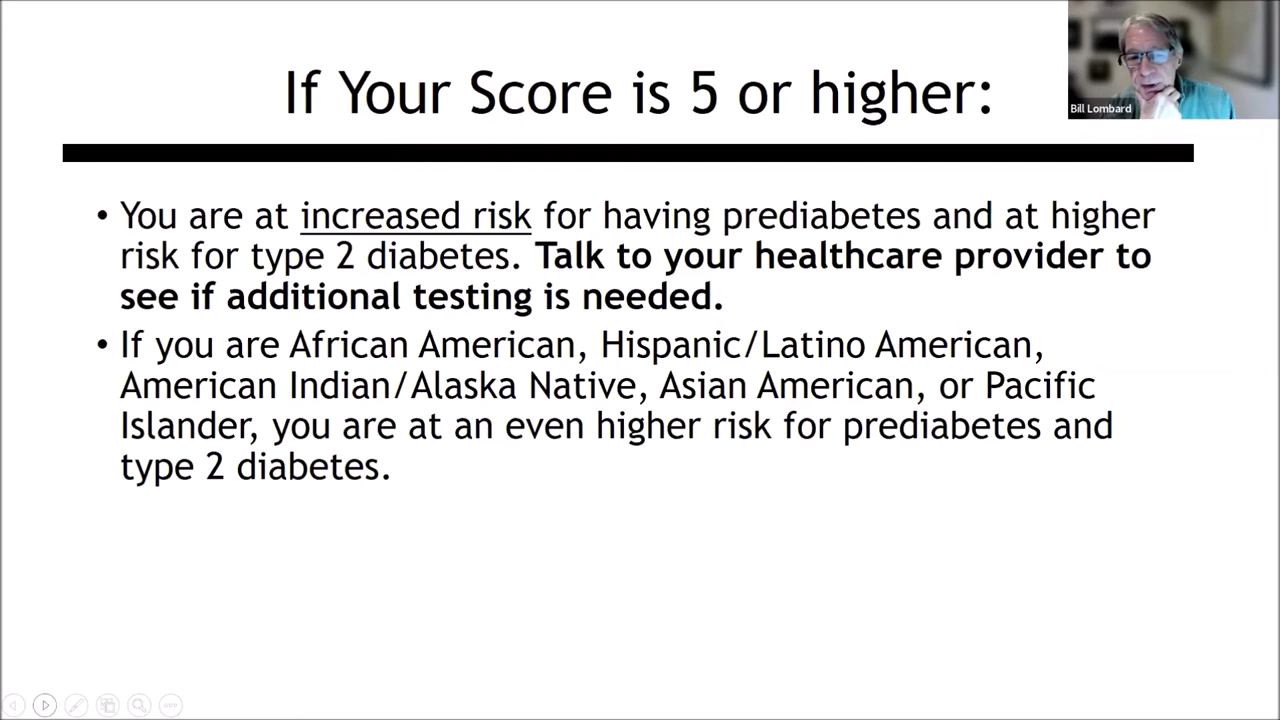 If Your Score is 5 or higher:
Bill Lombard
• You are at increased risk for having prediabetes and at higher
risk for type 2 diabetes. Talk to your healthcare provider to
see if additional testing is needed.
• If you are African American, Hispanic/Latino American,
American Indian/Alaska Native, Asian American, or Pacific
Islander, you are at an even higher risk for prediabetes and
type 2 diabetes.